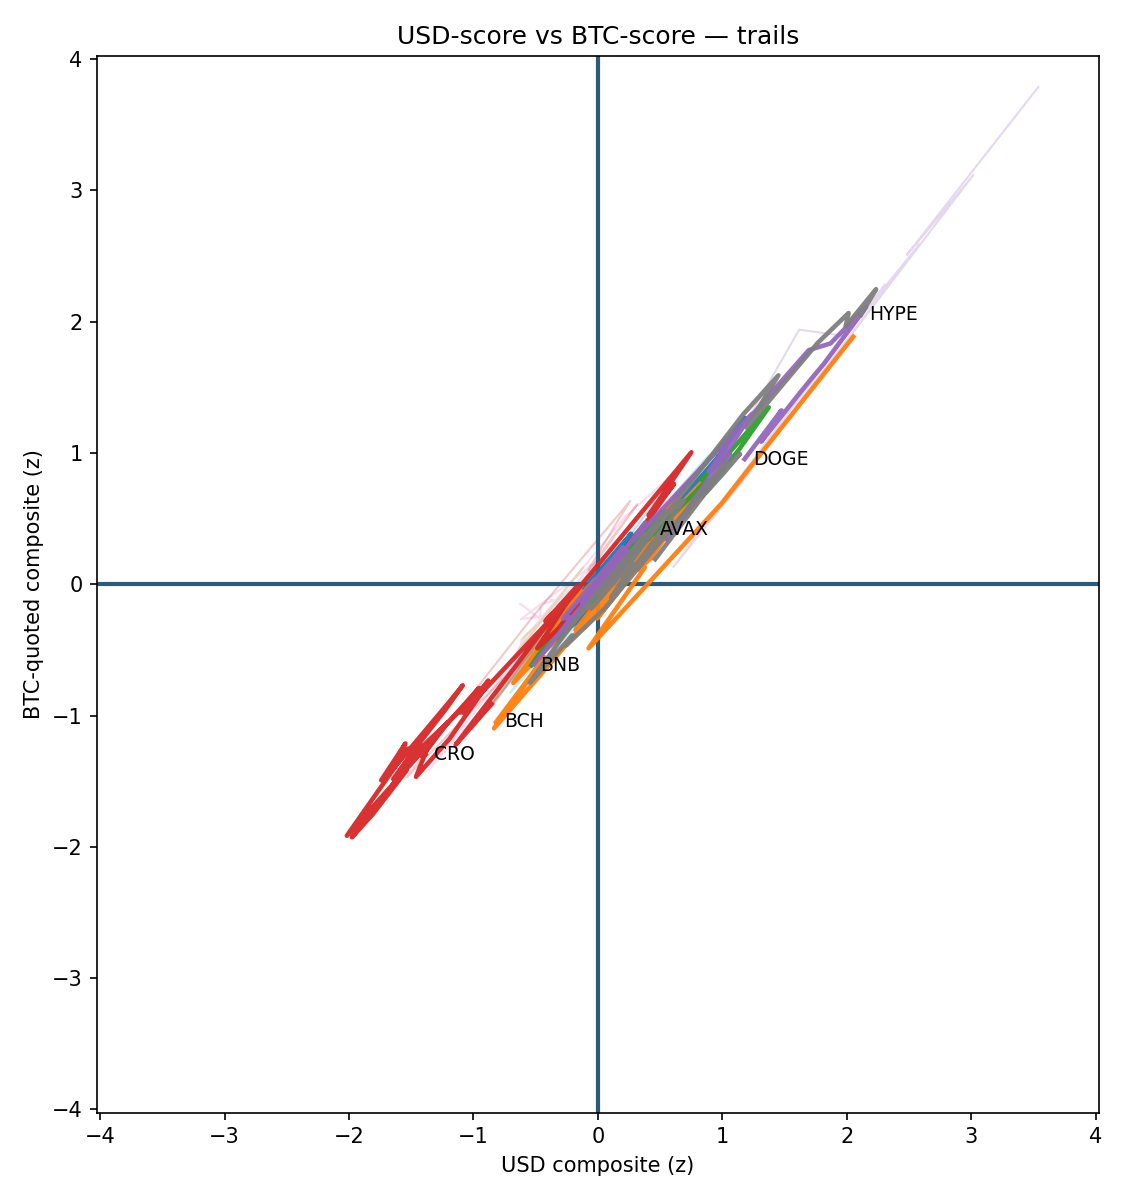 USD-score vs BTC-score — trails
4
3
2
1
0
−1
−2
−3
−4
BTC-quoted composite (z)
HYPE
DOGE
AVAX
BNB
BCH
CRO
−4 −3 −2 −1 0 1 2 3 4
USD composite (z)